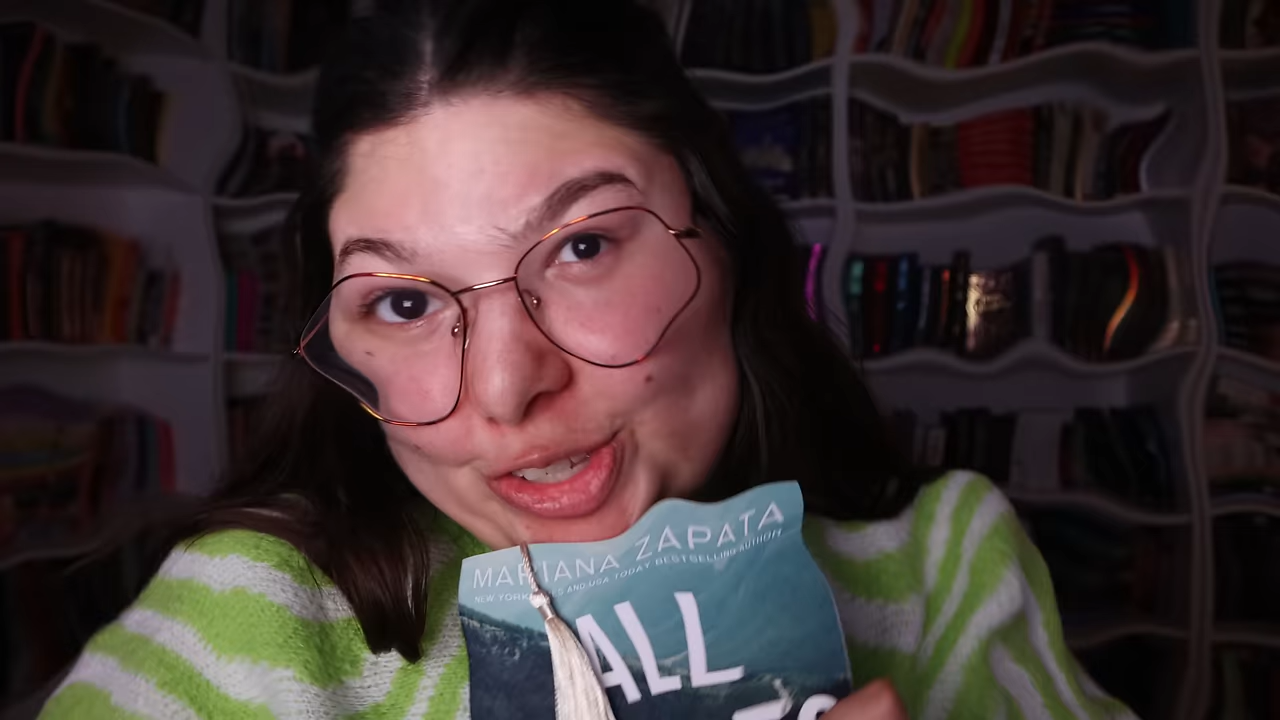 MARIANA ZAPATA
NEW YORK TIMES AND USA TODAY BESTSELLING AUTHOR
ALL